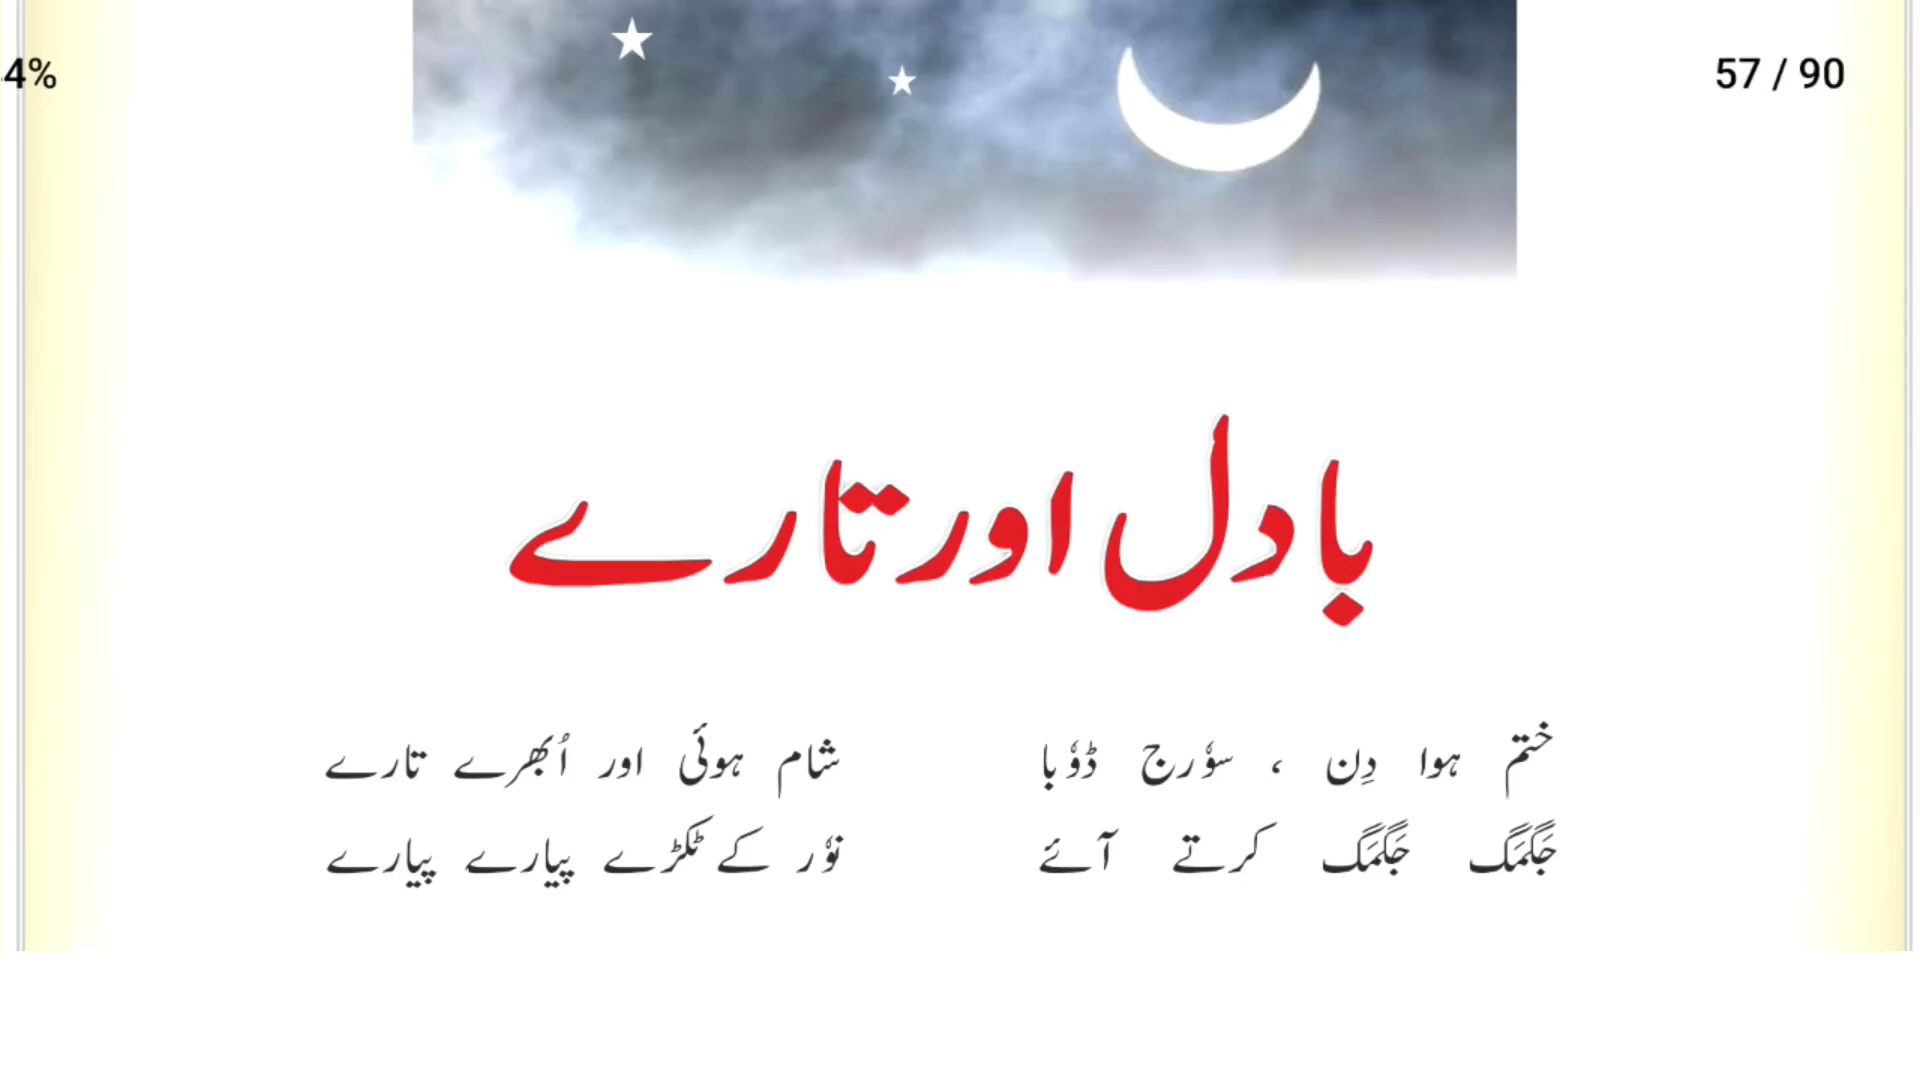 4%
57 / 90
بادل اور تارے
ختم ہوا دِن ، سوٗرج ڈوٗبا شام ہوئی اور اُبھرے تارے
جَگمَگ جَگمَگ کرتے آئے نوٗر کے ٹکڑے پیارے پیارے